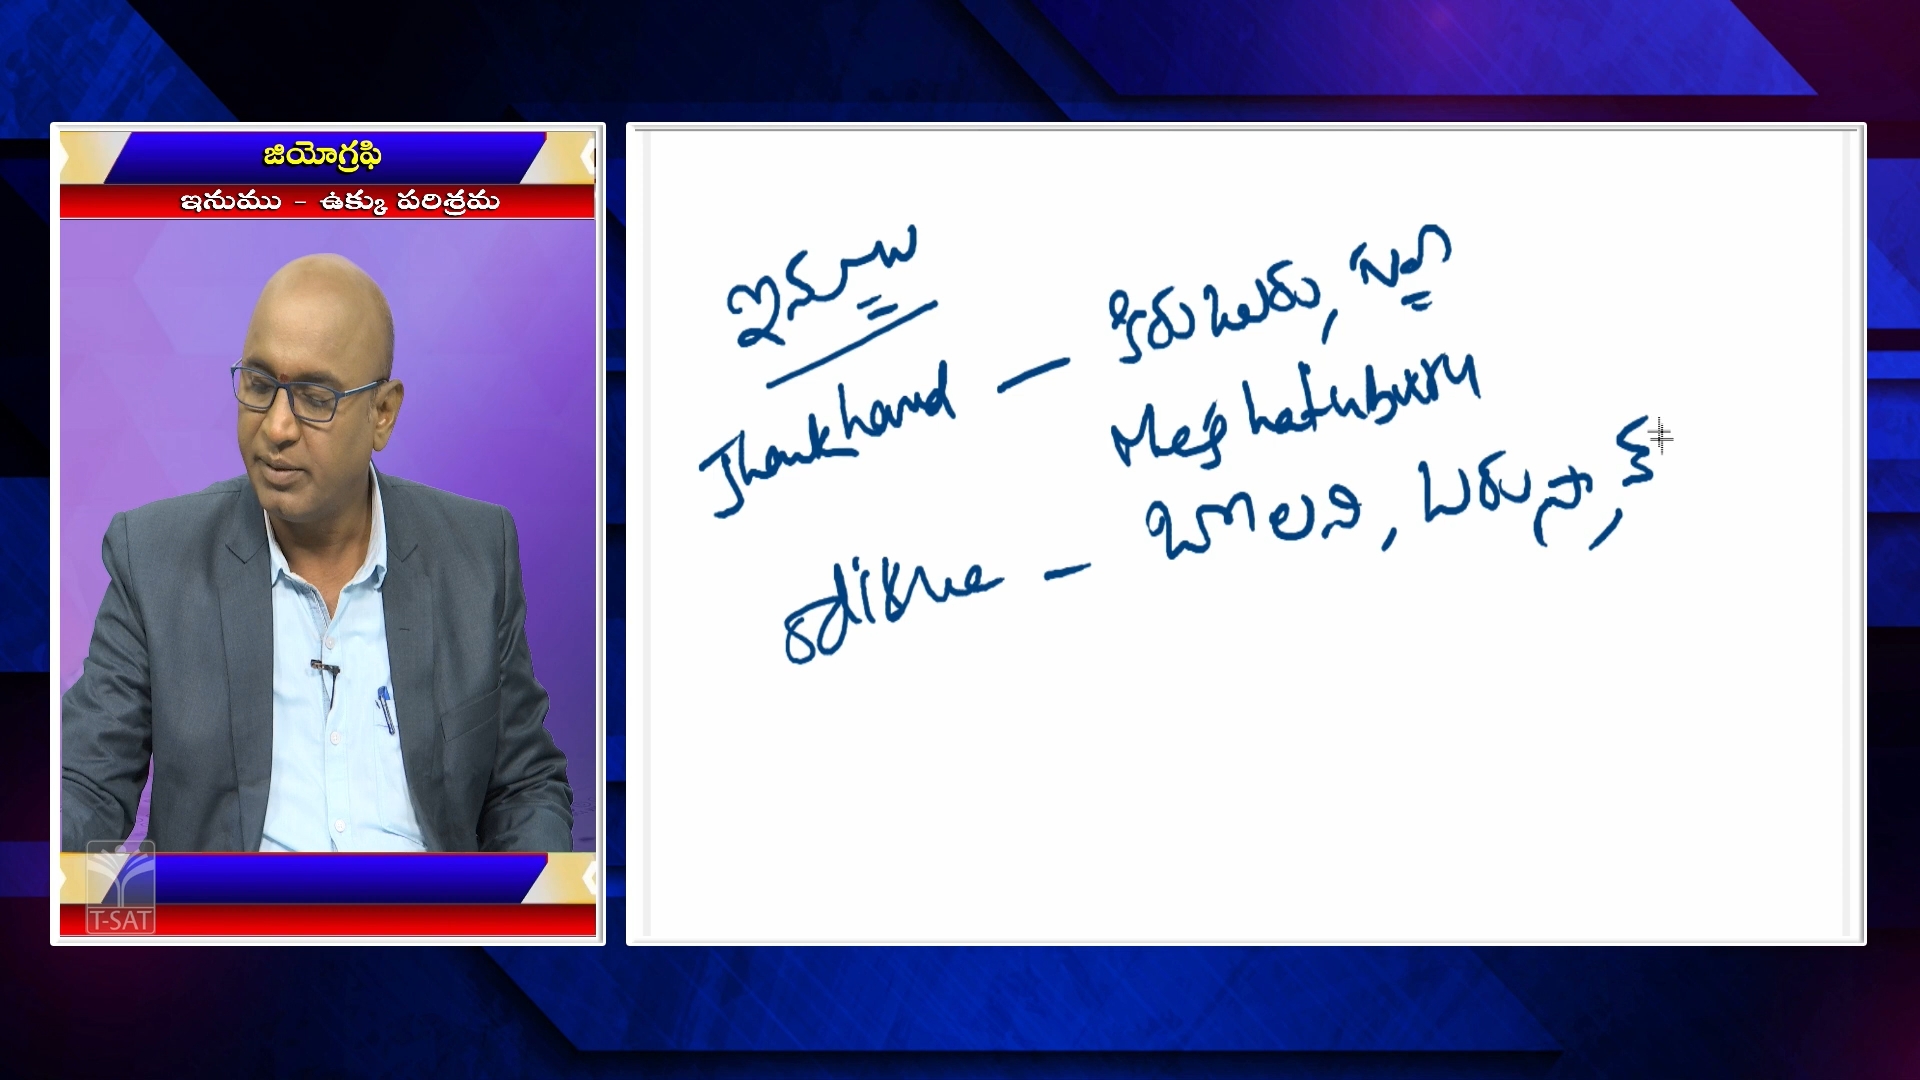 జియోగ్రఫి
ఇనుము - ఉక్కు పరిశ్రమ
ఇనుము
Jharkhand - కిరుబురు,
Meghatuburu
odisha - బొలని, బరుసా,
T-SAT